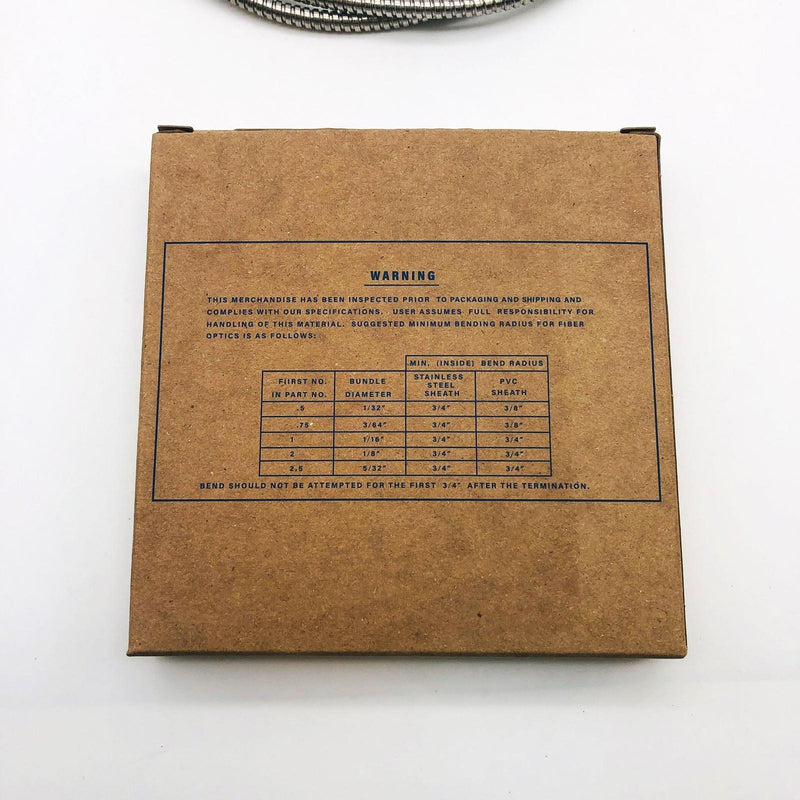 WARNING
THIS MERCHANDISE HAS BEEN INSPECTED PRIOR TO PACKAGING AND SHIPPING AND
COMPLIES WITH OUR SPECIFICATIONS. USER ASSUMES FULL RESPONSIBILITY FOR
HANDLING OF THIS MATERIAL. SUGGESTED MINIMUM BENDING RADIUS FOR FIBER
OPTICS IS AS FOLLOWS:
MIN. (INSIDE) BEND RADIUS
FIIRST NO. IN PART NO. BUNDLE DIAMETER STAINLESS STEEL SHEATH PVC SHEATH
.5 1/32" 3/4" 3/8"
.75 3/64" 3/4" 3/8"
1 1/16" 3/4" 3/4"
2 1/8" 3/4" 3/4"
2.5 5/32" 3/4" 3/4"
BEND SHOULD NOT BE ATTEMPTED FOR THE FIRST 3/4" AFTER THE TERMINATION.